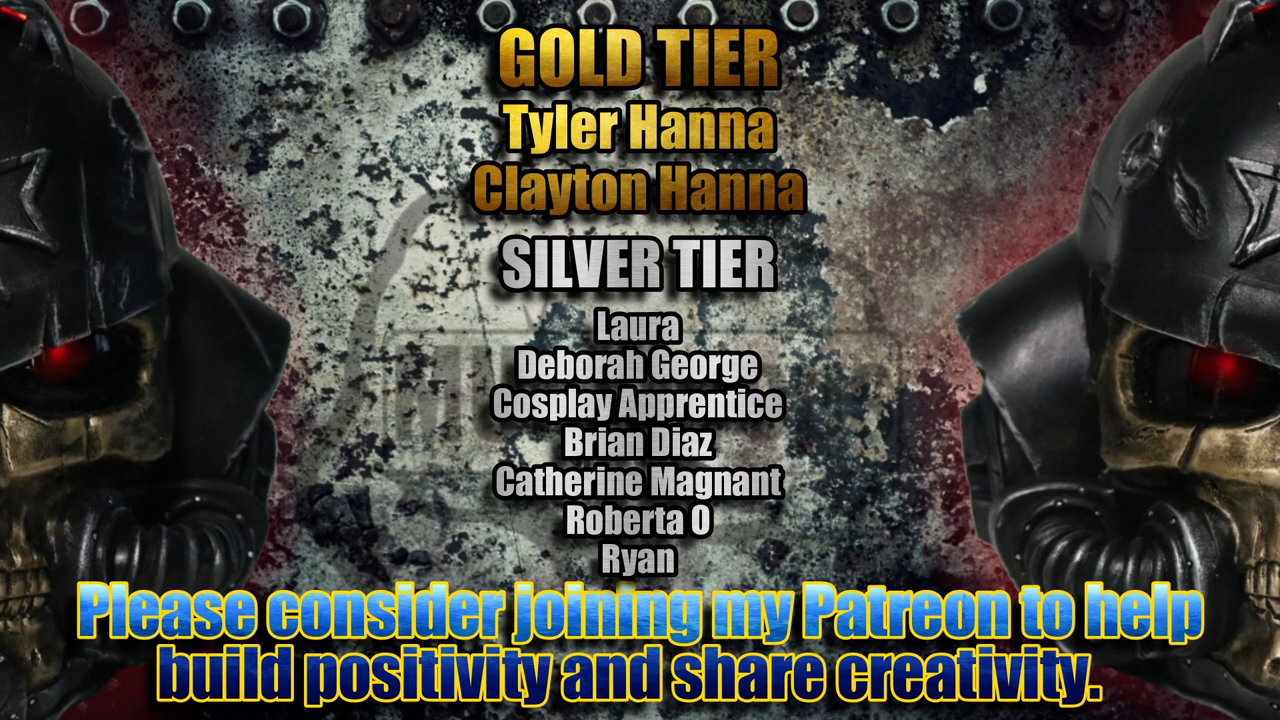 GOLD TIER
Tyler Hanna
Clayton Hanna
SILVER TIER
Laura
Deborah George
Cosplay Apprentice
Brian Diaz
Catherine Magnant
Roberta O
Ryan
Please consider joining my Patreon to help
build positivity and share creativity.